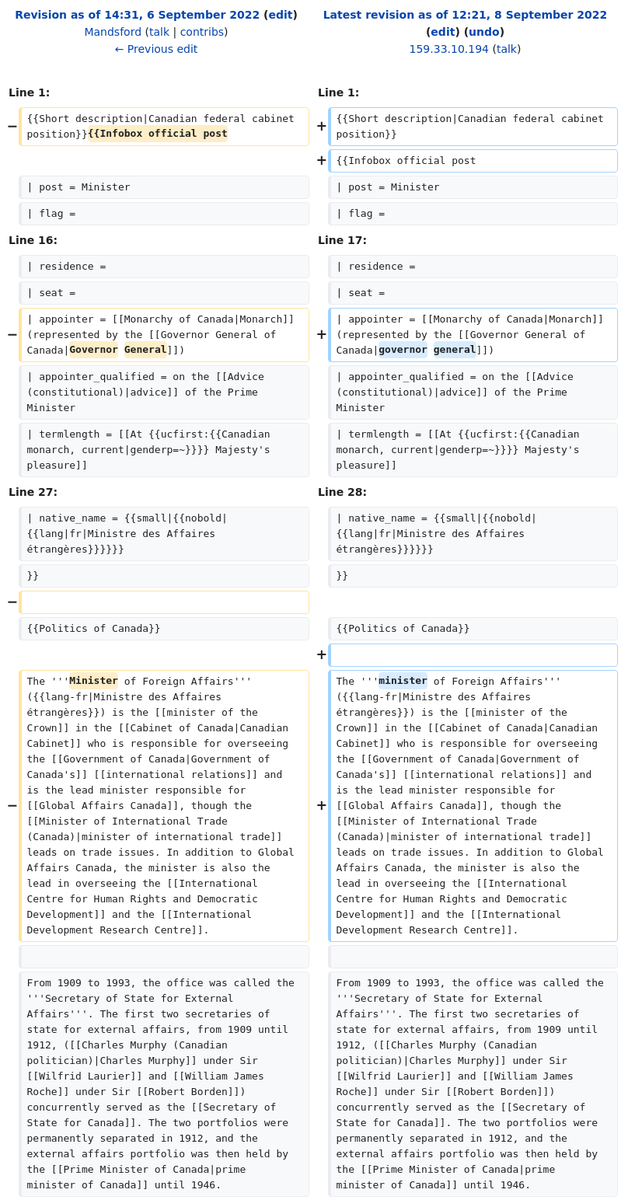 Revision as of 14:31, 6 September 2022 (edit)
Mandsford (talk | contribs)
← Previous edit
Latest revision as of 12:21, 8 September 2022
(edit) (undo)
159.33.10.194 (talk)
Line 1:
Line 1:
−
{{Short description|Canadian federal cabinet
position}}{{Infobox official post
+
{{Short description|Canadian federal cabinet
position}}
+
{{Infobox official post
| post = Minister
| post = Minister
| flag =
| flag =
Line 16:
Line 17:
| residence =
| residence =
| seat =
| seat =
−
| appointer = [[Monarchy of Canada|Monarch]]
(represented by the [[Governor General of
Canada|Governor General]])
+
| appointer = [[Monarchy of Canada|Monarch]]
(represented by the [[Governor General of
Canada|governor general]])
| appointer_qualified = on the [[Advice
(constitutional)|advice]] of the Prime
Minister
| appointer_qualified = on the [[Advice
(constitutional)|advice]] of the Prime
Minister
| termlength = [[At {{ucfirst:{{Canadian
monarch, current|genderp=~}}}} Majesty's
pleasure]]
| termlength = [[At {{ucfirst:{{Canadian
monarch, current|genderp=~}}}} Majesty's
pleasure]]
Line 27:
Line 28:
| native_name = {{small|{{nobold|
{{lang|fr|Ministre des Affaires
étrangères}}}}}}
| native_name = {{small|{{nobold|
{{lang|fr|Ministre des Affaires
étrangères}}}}}}
}}
}}
−
{{Politics of Canada}}
{{Politics of Canada}}
+
−
The '''Minister of Foreign Affairs'''
({{lang-fr|Ministre des Affaires
étrangères}}) is the [[minister of the
Crown]] in the [[Cabinet of Canada|Canadian
Cabinet]] who is responsible for overseeing
the [[Government of Canada|Government of
Canada's]] [[international relations]] and
is the lead minister responsible for
[[Global Affairs Canada]], though the
[[Minister of International Trade
(Canada)|minister of international trade]]
leads on trade issues. In addition to Global
Affairs Canada, the minister is also the
lead in overseeing the [[International
Centre for Human Rights and Democratic
Development]] and the [[International
Development Research Centre]].
+
The '''minister of Foreign Affairs'''
({{lang-fr|Ministre des Affaires
étrangères}}) is the [[minister of the
Crown]] in the [[Cabinet of Canada|Canadian
Cabinet]] who is responsible for overseeing
the [[Government of Canada|Government of
Canada's]] [[international relations]] and
is the lead minister responsible for
[[Global Affairs Canada]], though the
[[Minister of International Trade
(Canada)|minister of international trade]]
leads on trade issues. In addition to Global
Affairs Canada, the minister is also the
lead in overseeing the [[International
Centre for Human Rights and Democratic
Development]] and the [[International
Development Research Centre]].
From 1909 to 1993, the office was called the
'''Secretary of State for External
Affairs'''. The first two secretaries of
state for external affairs, from 1909 until
1912, ([[Charles Murphy (Canadian
politician)|Charles Murphy]] under Sir
[[Wilfrid Laurier]] and [[William James
Roche]] under Sir [[Robert Borden]])
concurrently served as the [[Secretary of
State for Canada]]. The two portfolios were
permanently separated in 1912, and the
external affairs portfolio was then held by
the [[Prime Minister of Canada|prime
minister of Canada]] until 1946.
From 1909 to 1993, the office was called the
'''Secretary of State for External
Affairs'''. The first two secretaries of
state for external affairs, from 1909 until
1912, ([[Charles Murphy (Canadian
politician)|Charles Murphy]] under Sir
[[Wilfrid Laurier]] and [[William James
Roche]] under Sir [[Robert Borden]])
concurrently served as the [[Secretary of
State for Canada]]. The two portfolios were
permanently separated in 1912, and the
external affairs portfolio was then held by
the [[Prime Minister of Canada|prime
minister of Canada]] until 1946.